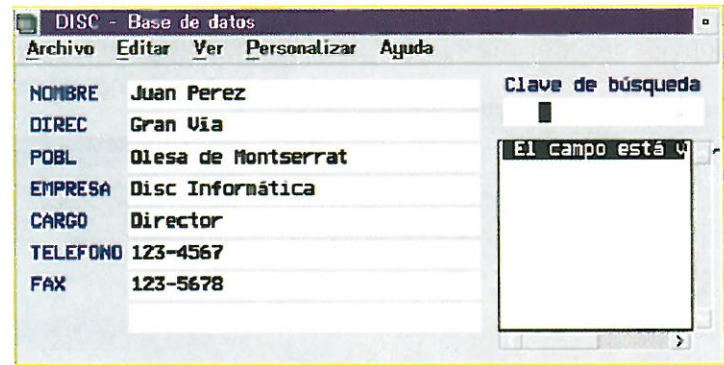 DISC - Base de datos
Archivo Editar Ver Personalizar Ayuda
NOMBRE Juan Perez
DIREC Gran Vía
POBL Olesa de Montserrat
EMPRESA Disc Informática
CARGO Director
TELEFONO 123-4567
FAX 123-5678
Clave de búsqueda
El campo está